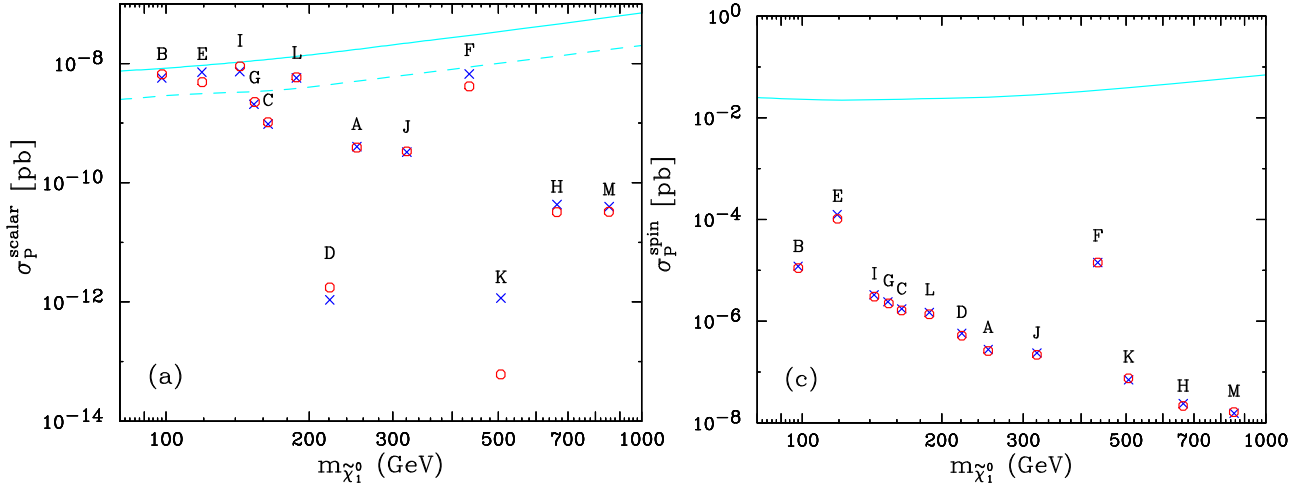 B E I L F
G
C
A J
D
H M
K
10⁻⁸
10⁻¹⁰
10⁻¹²
10⁻¹⁴
σ_P^scalar [pb]
(a)
100 200 300 500 700 1000
m_χ̃₁⁰ (GeV)
10⁰
10⁻²
10⁻⁴
10⁻⁶
10⁻⁸
σ_P^spin [pb]
E
B F
I G C L
D A J
K
H M
(c)
100 200 300 500 700 1000
m_χ̃₁⁰ (GeV)